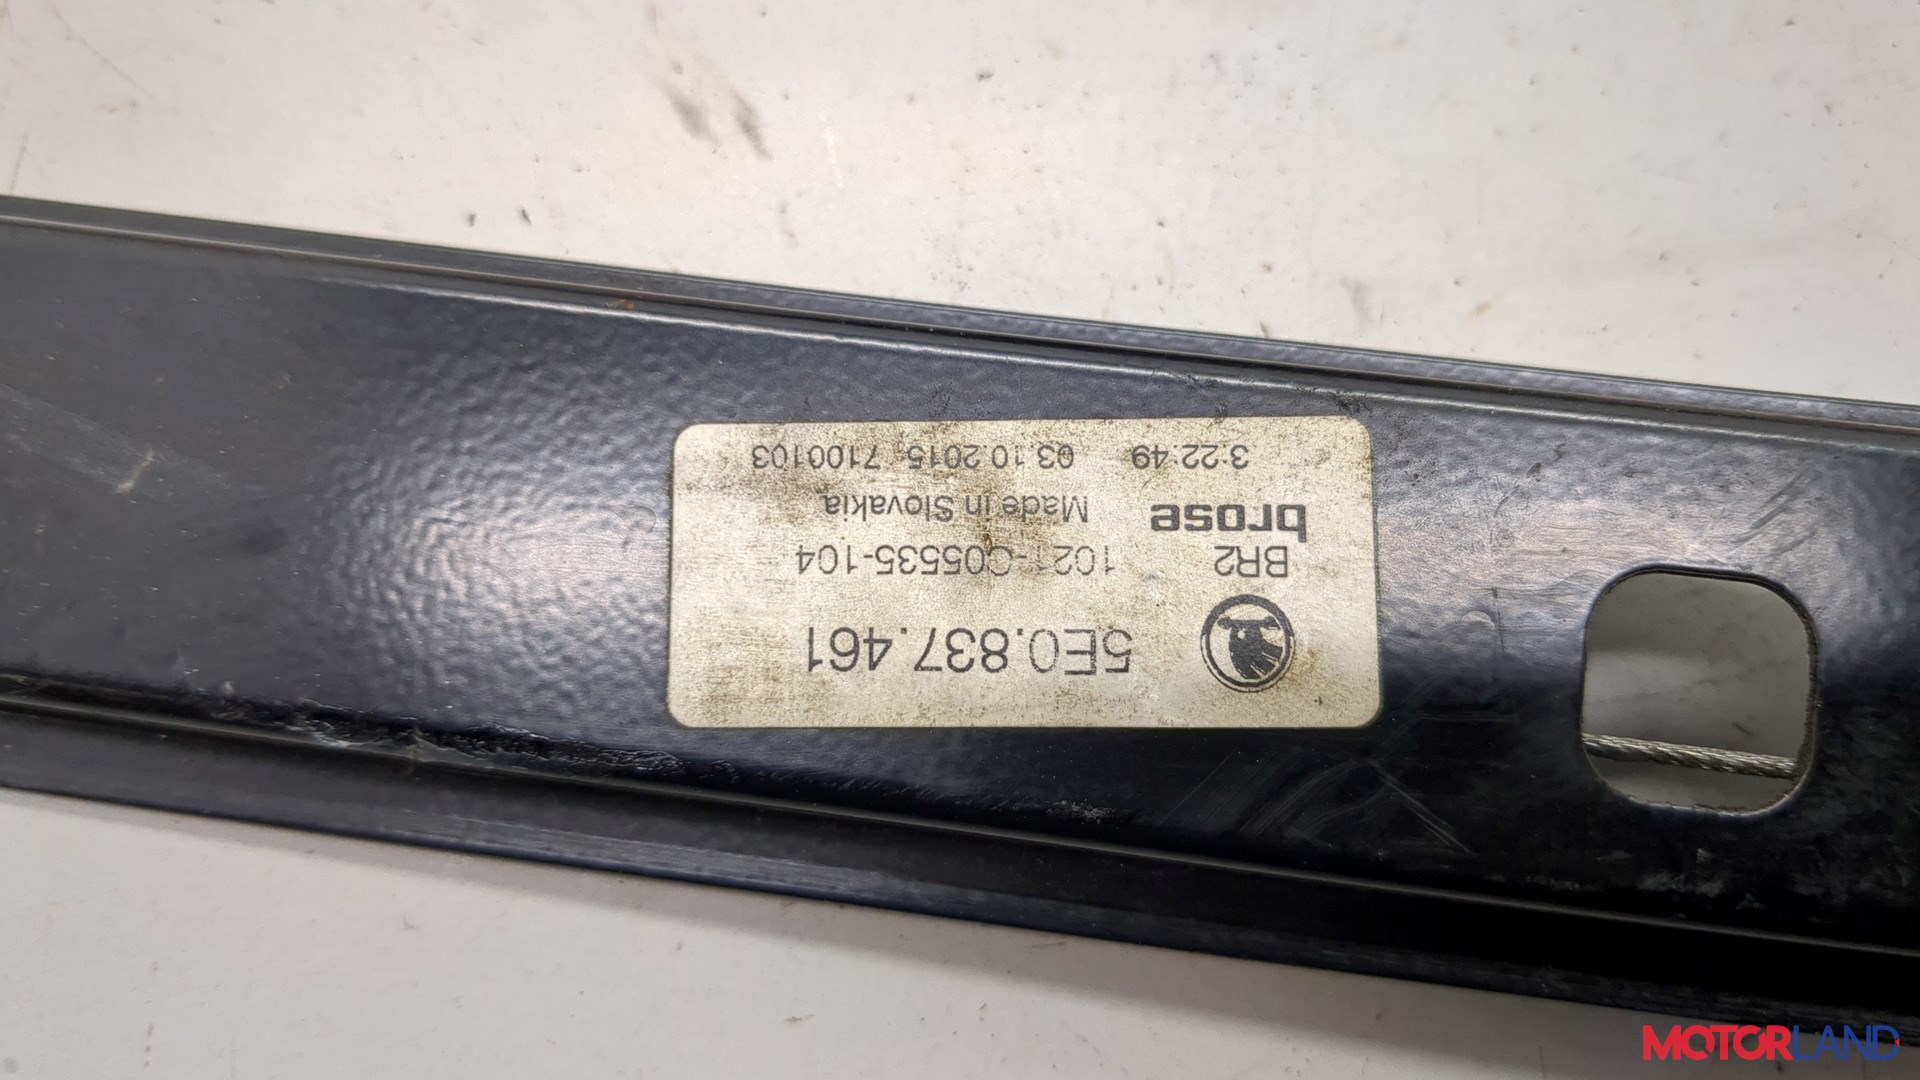 5E0.837.461
BR2 1021-C05535-104
brose Made in Slovakia
3:22:49 03.10.2015 7100103
MOTORLAND